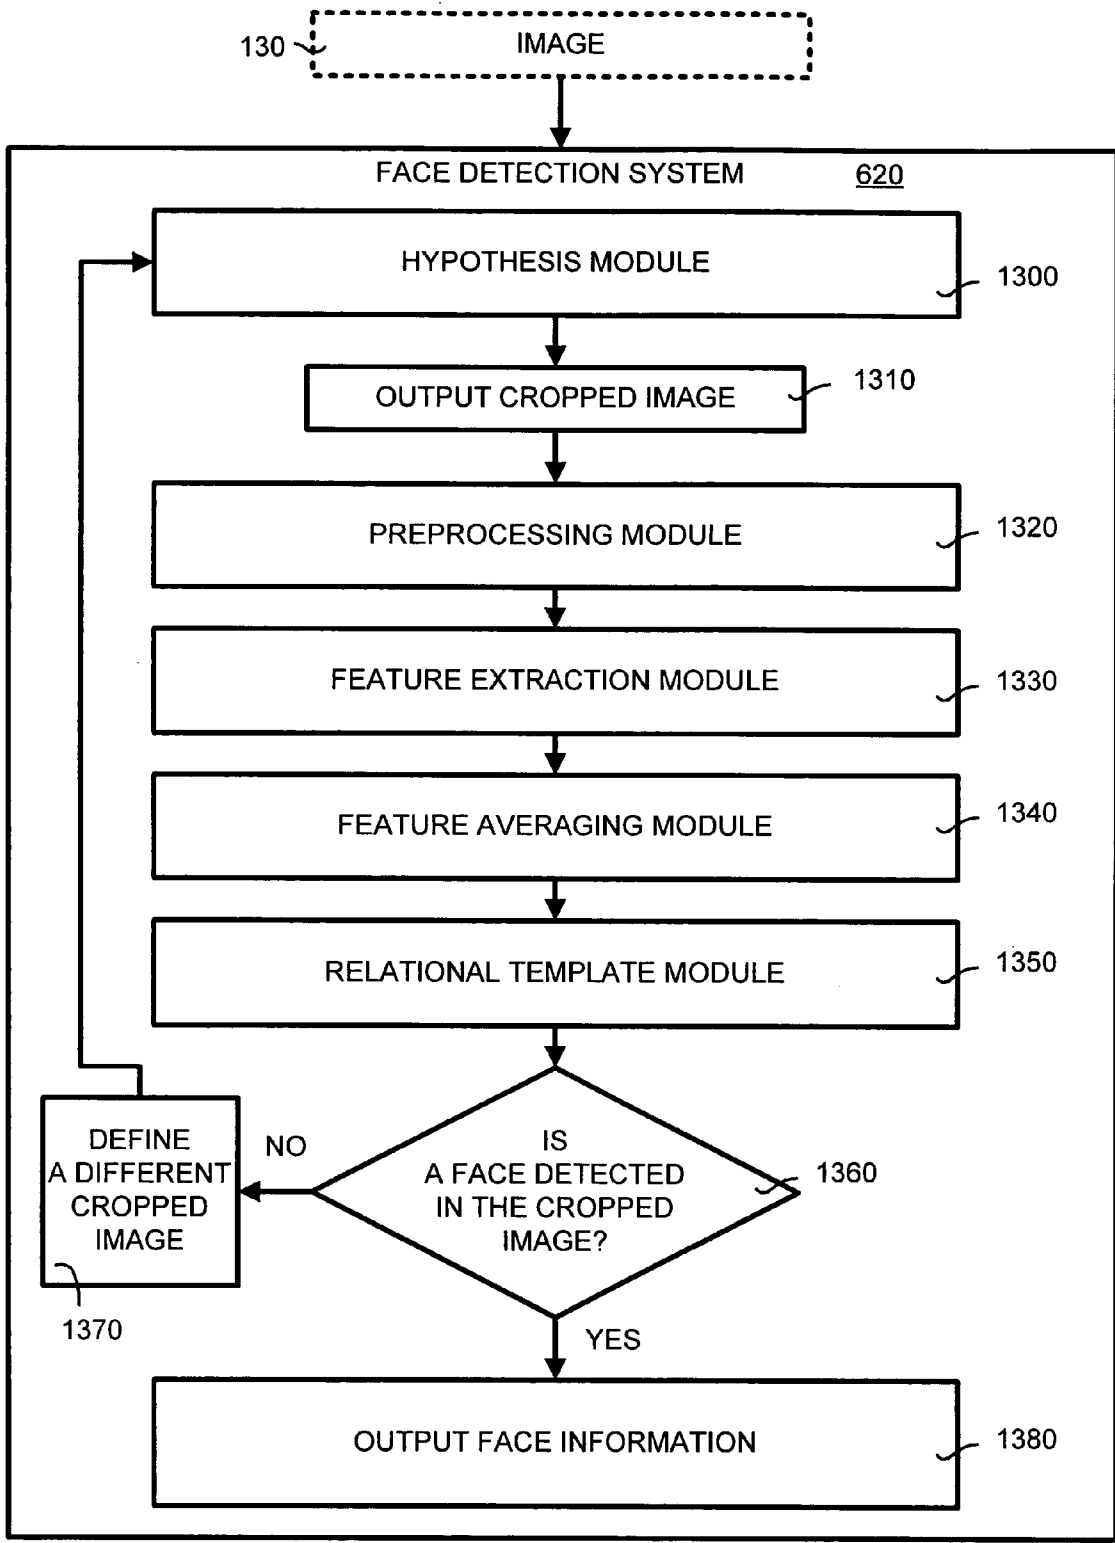 130
IMAGE
FACE DETECTION SYSTEM 620
HYPOTHESIS MODULE
1300
OUTPUT CROPPED IMAGE
1310
PREPROCESSING MODULE
1320
FEATURE EXTRACTION MODULE
1330
FEATURE AVERAGING MODULE
1340
RELATIONAL TEMPLATE MODULE
1350
DEFINE
A DIFFERENT
CROPPED
IMAGE
1370
NO
IS
A FACE DETECTED
IN THE CROPPED
IMAGE?
1360
YES
OUTPUT FACE INFORMATION
1380